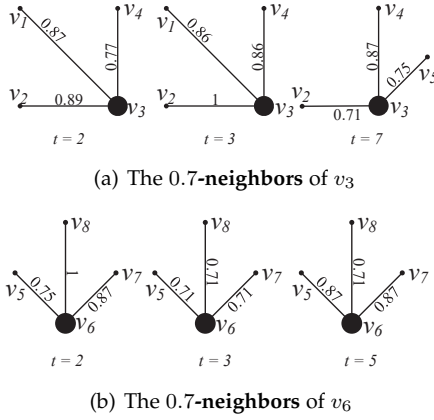 v1 v4 v1 v4 v4
0.87 0.77 0.86 0.86 0.87 0.75 v5
v2 0.89 v3 v2 1 v3 v2 0.71 v3
t = 2 t = 3 t = 7
(a) The 0.7-neighbors of v3
v8 v8 v8
v5 0.75 1 0.87 v7 v5 0.71 0.71 0.71 v7 v5 0.87 0.71 0.87 v7
v6 v6 v6
t = 2 t = 3 t = 5
(b) The 0.7-neighbors of v6